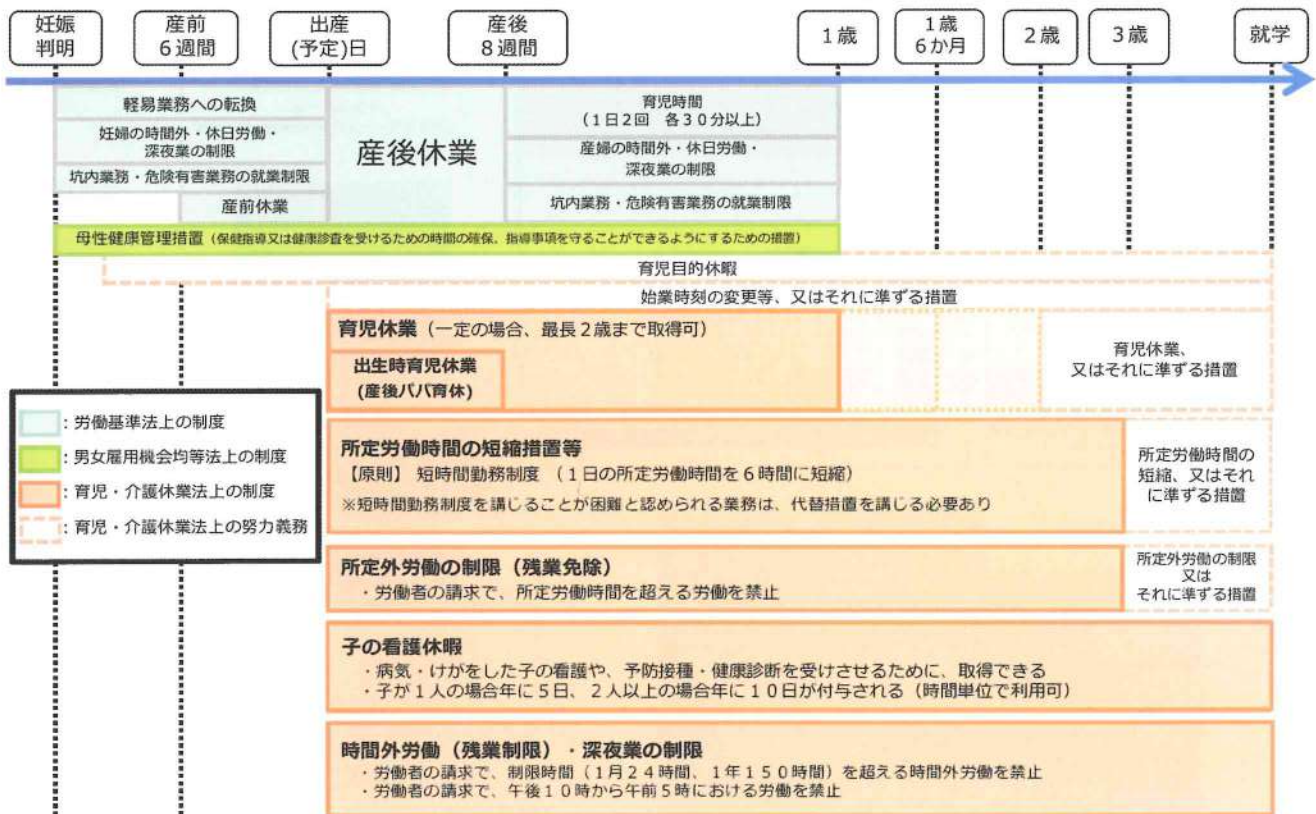 妊娠
判明
産前
6週間
出産
(予定)日
産後
8週間
1歳
1歳
6か月
2歳
3歳
就学
軽易業務への転換
妊婦の時間外・休日労働・
深夜業の制限
坑内業務・危険有害業務の就業制限
産前休業
産後休業
育児時間
(1日2回 各30分以上)
産婦の時間外・休日労働・
深夜業の制限
坑内業務・危険有害業務の就業制限
母性健康管理措置(保健指導又は健康診査を受けるための時間の確保、指導事項を守ることができるようにするための措置)
育児目的休暇
始業時刻の変更等、又はそれに準ずる措置
育児休業(一定の場合、最長2歳まで取得可)
出生時育児休業
(産後パパ育休)
育児休業、
又はそれに準ずる措置
:労働基準法上の制度
:男女雇用機会均等法上の制度
:育児・介護休業法上の制度
:育児・介護休業法上の努力義務
所定労働時間の短縮措置等
【原則】 短時間勤務制度 (1日の所定労働時間を6時間に短縮)
※短時間勤務制度を講じることが困難と認められる業務は、代替措置を講じる必要あり
所定労働時間の
短縮、又はそれ
に準ずる措置
所定外労働の制限(残業免除)
・労働者の請求で、所定労働時間を超える労働を禁止
所定外労働の制限
又は
それに準ずる措置
子の看護休暇
・病気・けがをした子の看護や、予防接種・健康診断を受けさせるために、取得できる
・子が1人の場合年に5日、2人以上の場合年に10日が付与される(時間単位で利用可)
時間外労働(残業制限)・深夜業の制限
・労働者の請求で、制限時間(1月24時間、1年150時間)を超える時間外労働を禁止
・労働者の請求で、午後10時から午前5時における労働を禁止